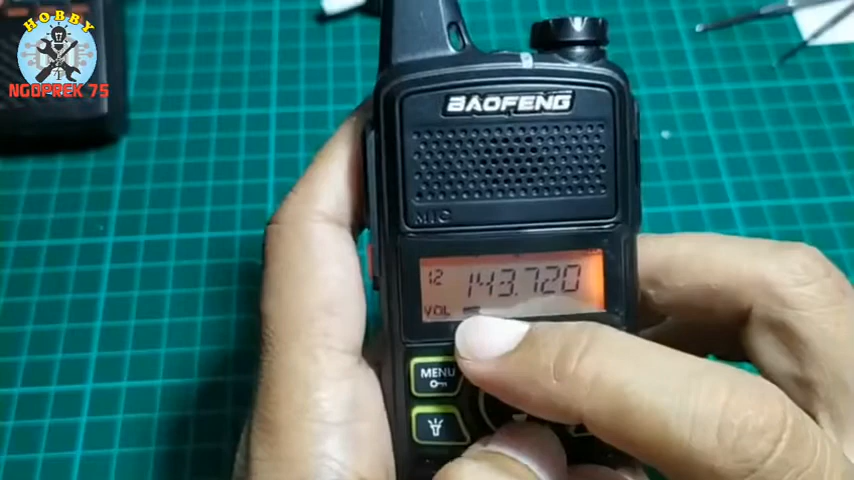 HOBBY
NGOPREK 75
BAOFENG
MIC
12 143.720
VOL
MENU